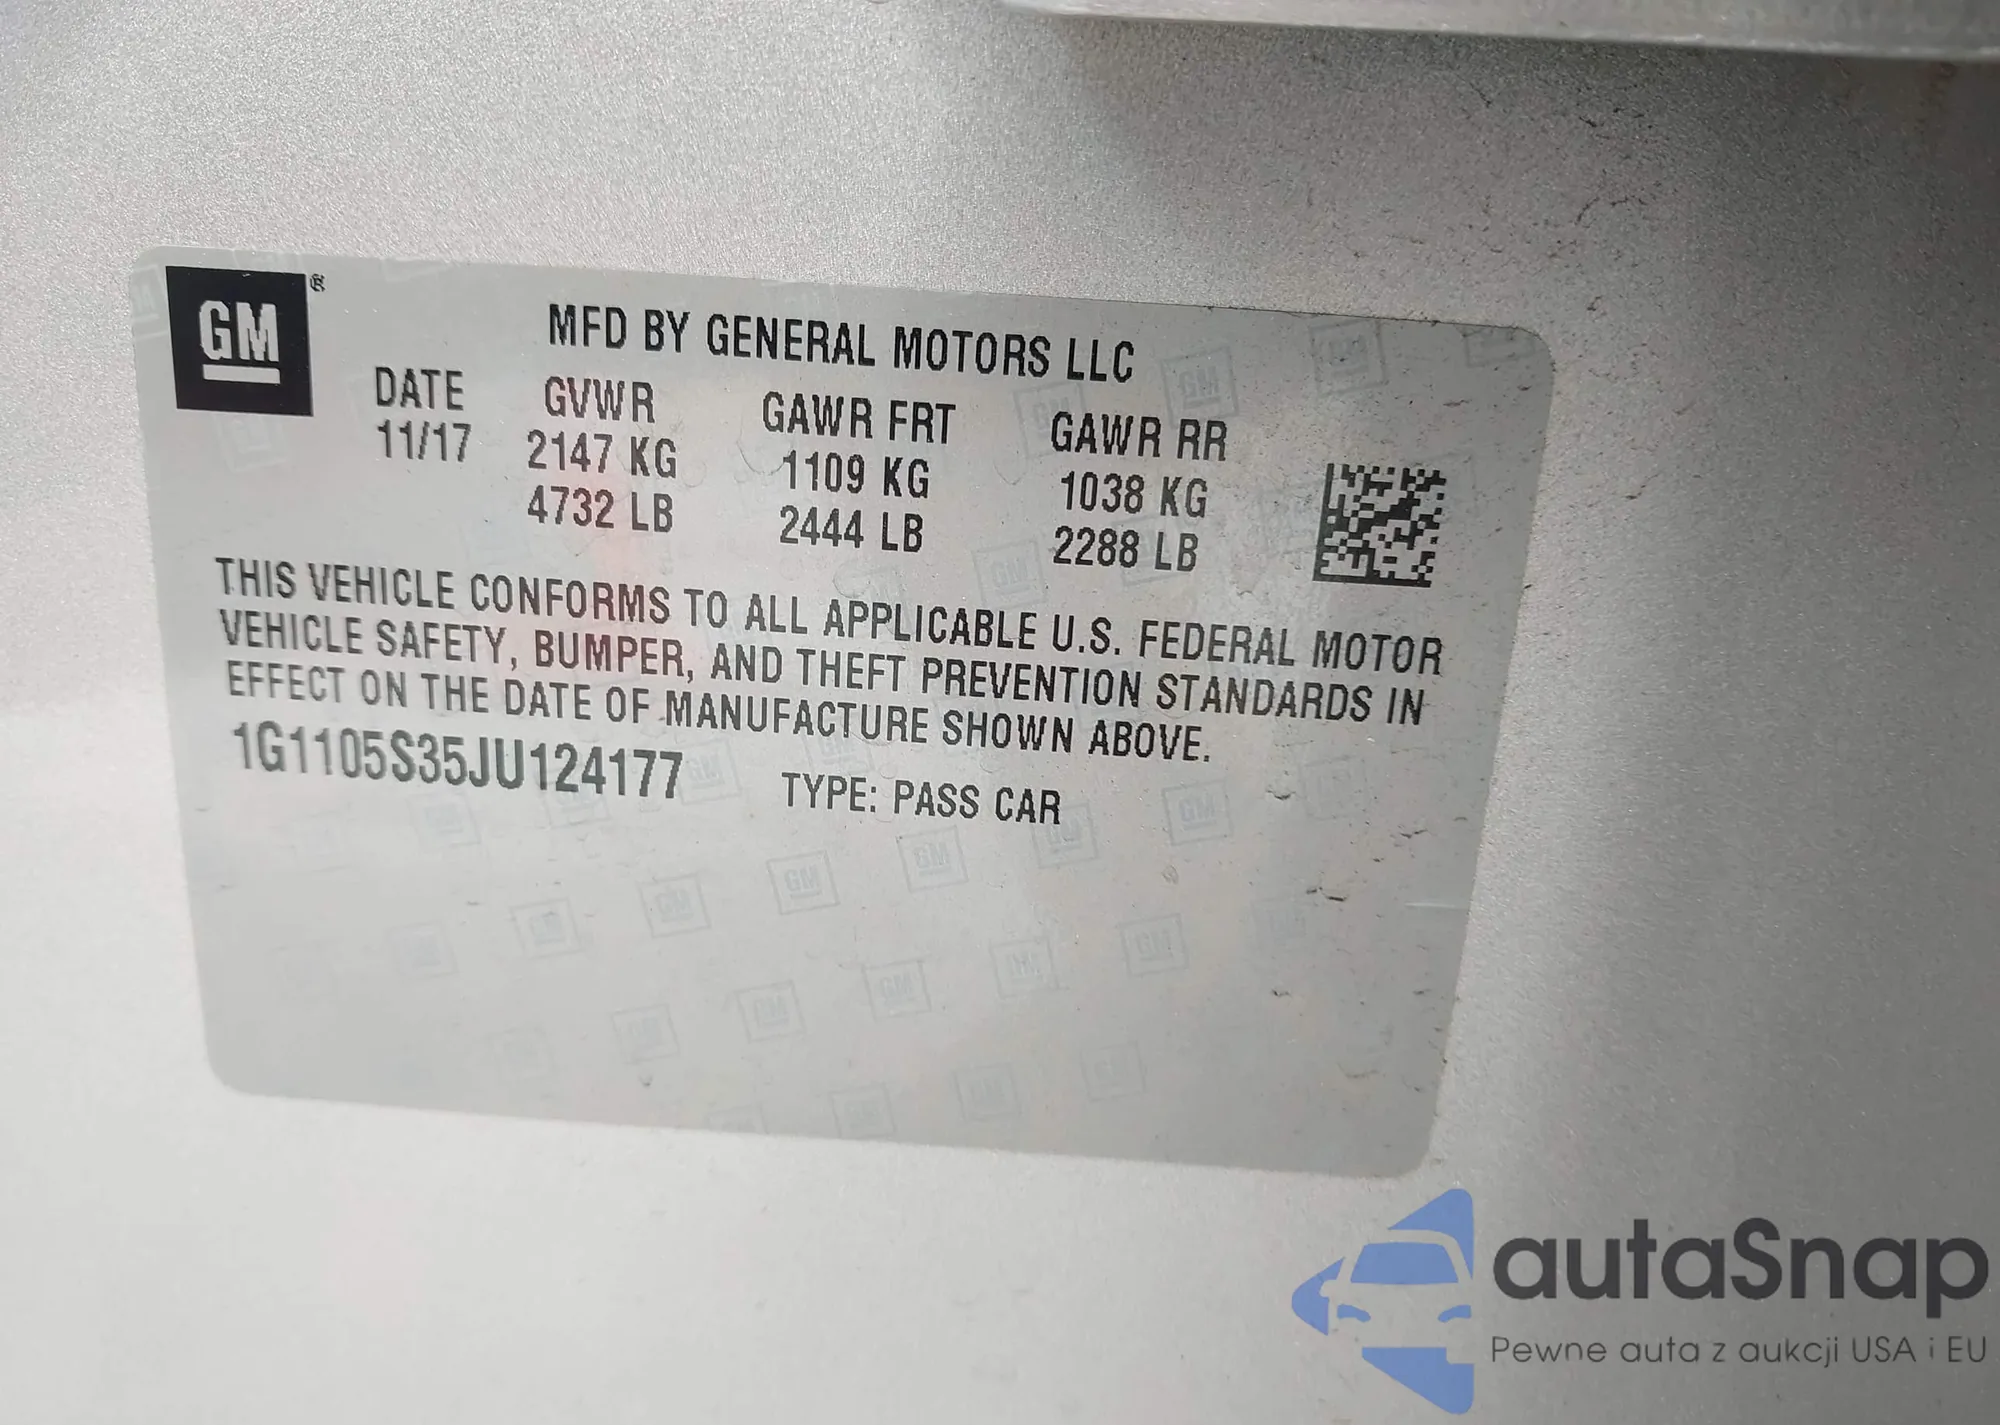 GM ®
MFD BY GENERAL MOTORS LLC
DATE GVWR GAWR FRT GAWR RR
11/17 2147 KG 1109 KG 1038 KG
4732 LB 2444 LB 2288 LB
THIS VEHICLE CONFORMS TO ALL APPLICABLE U.S. FEDERAL MOTOR
VEHICLE SAFETY, BUMPER, AND THEFT PREVENTION STANDARDS IN
EFFECT ON THE DATE OF MANUFACTURE SHOWN ABOVE.
1G1105S35JU124177 TYPE: PASS CAR
autaSnap
Pewne auta z aukcji USA i EU